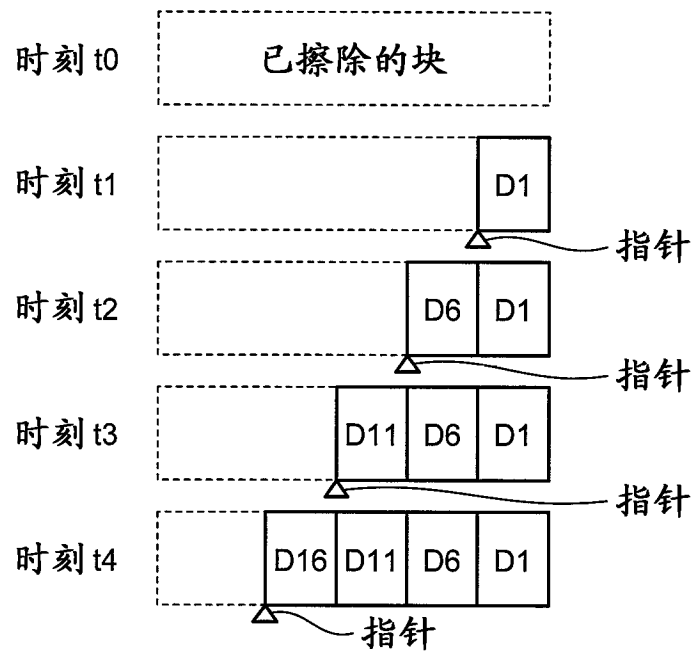 时刻 t0 已擦除的块
时刻 t1 D1
指针
时刻 t2 D6 D1
指针
时刻 t3 D11 D6 D1
指针
时刻 t4 D16 D11 D6 D1
指针